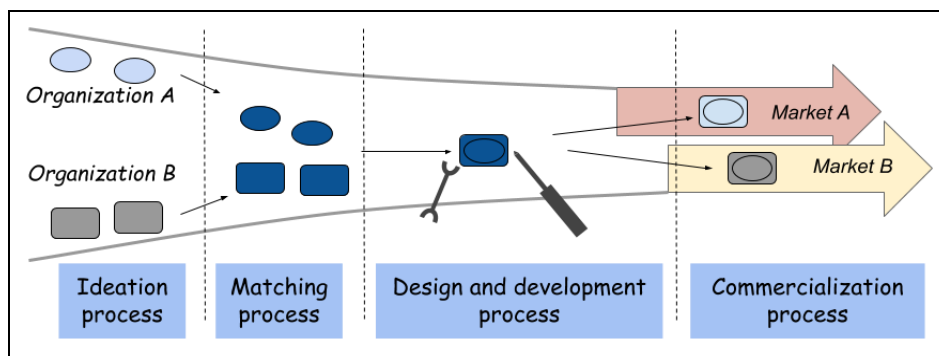 Organization A
Organization B
Market A
Market B
Ideation
process
Matching
process
Design and development
process
Commercialization
process